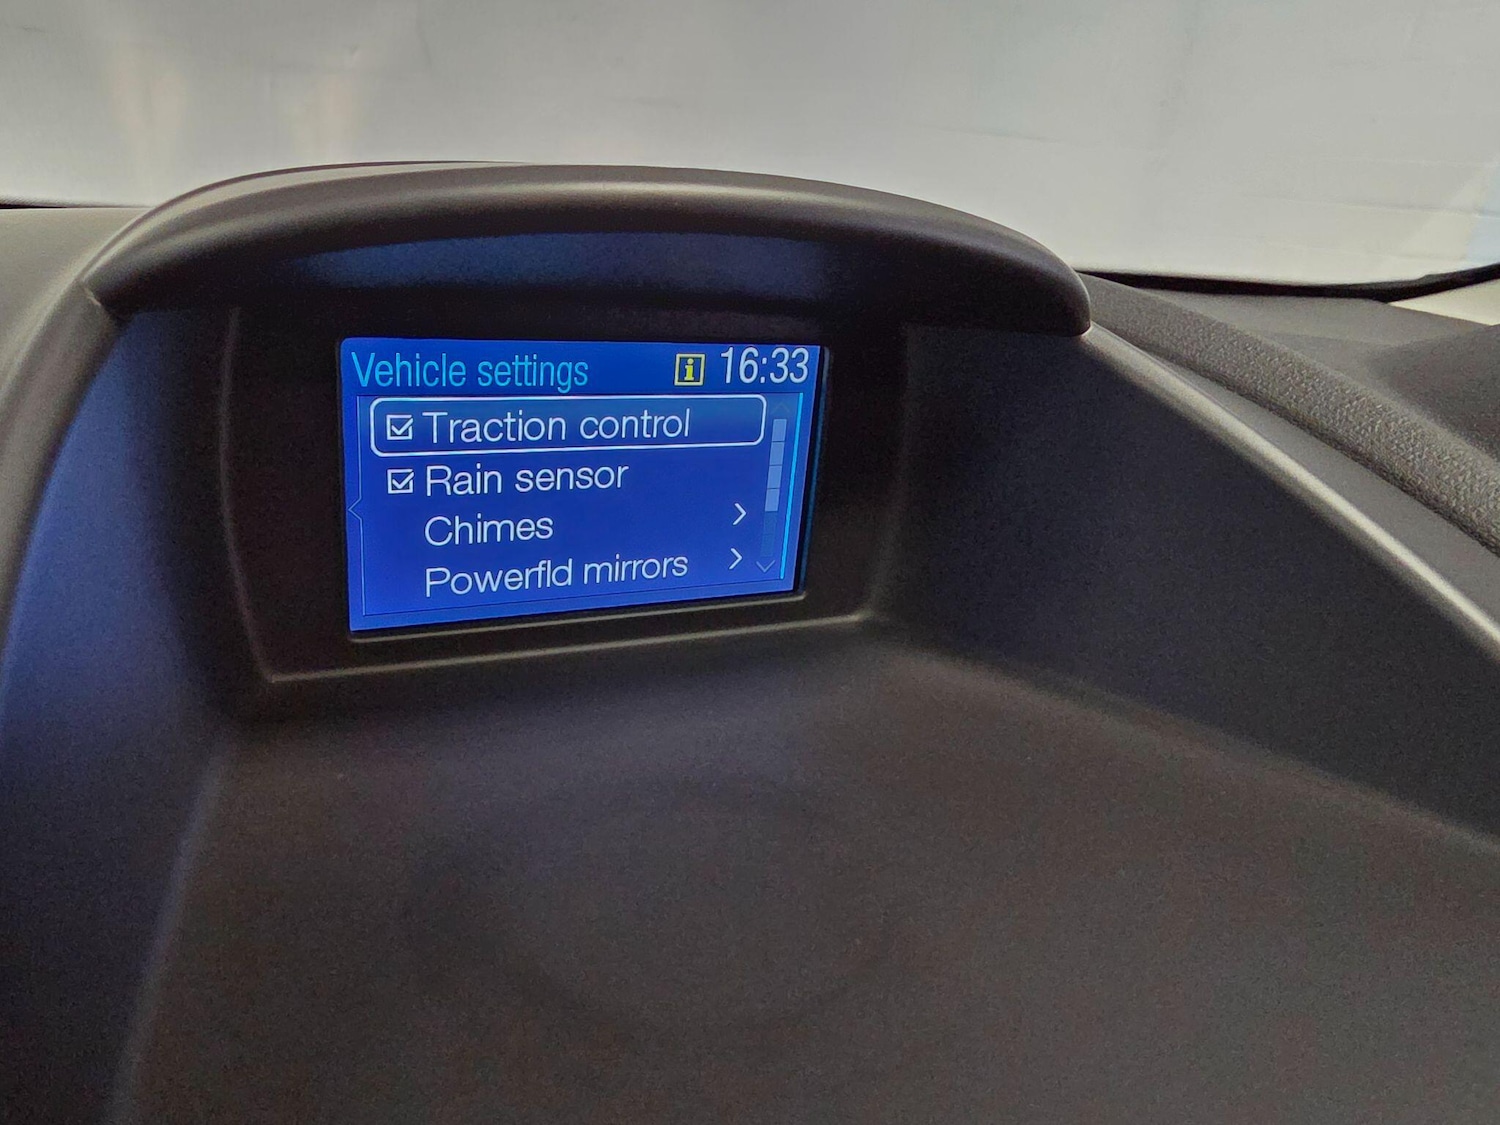 Vehicle settings i 16:33
Traction control
Rain sensor
Chimes
Powerfld mirrors